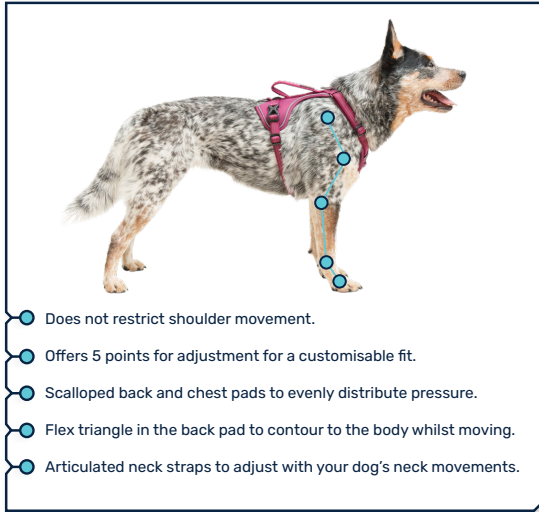 Does not restrict shoulder movement.
Offers 5 points for adjustment for a customisable fit.
Scalloped back and chest pads to evenly distribute pressure.
Flex triangle in the back pad to contour to the body whilst moving.
Articulated neck straps to adjust with your dog's neck movements.